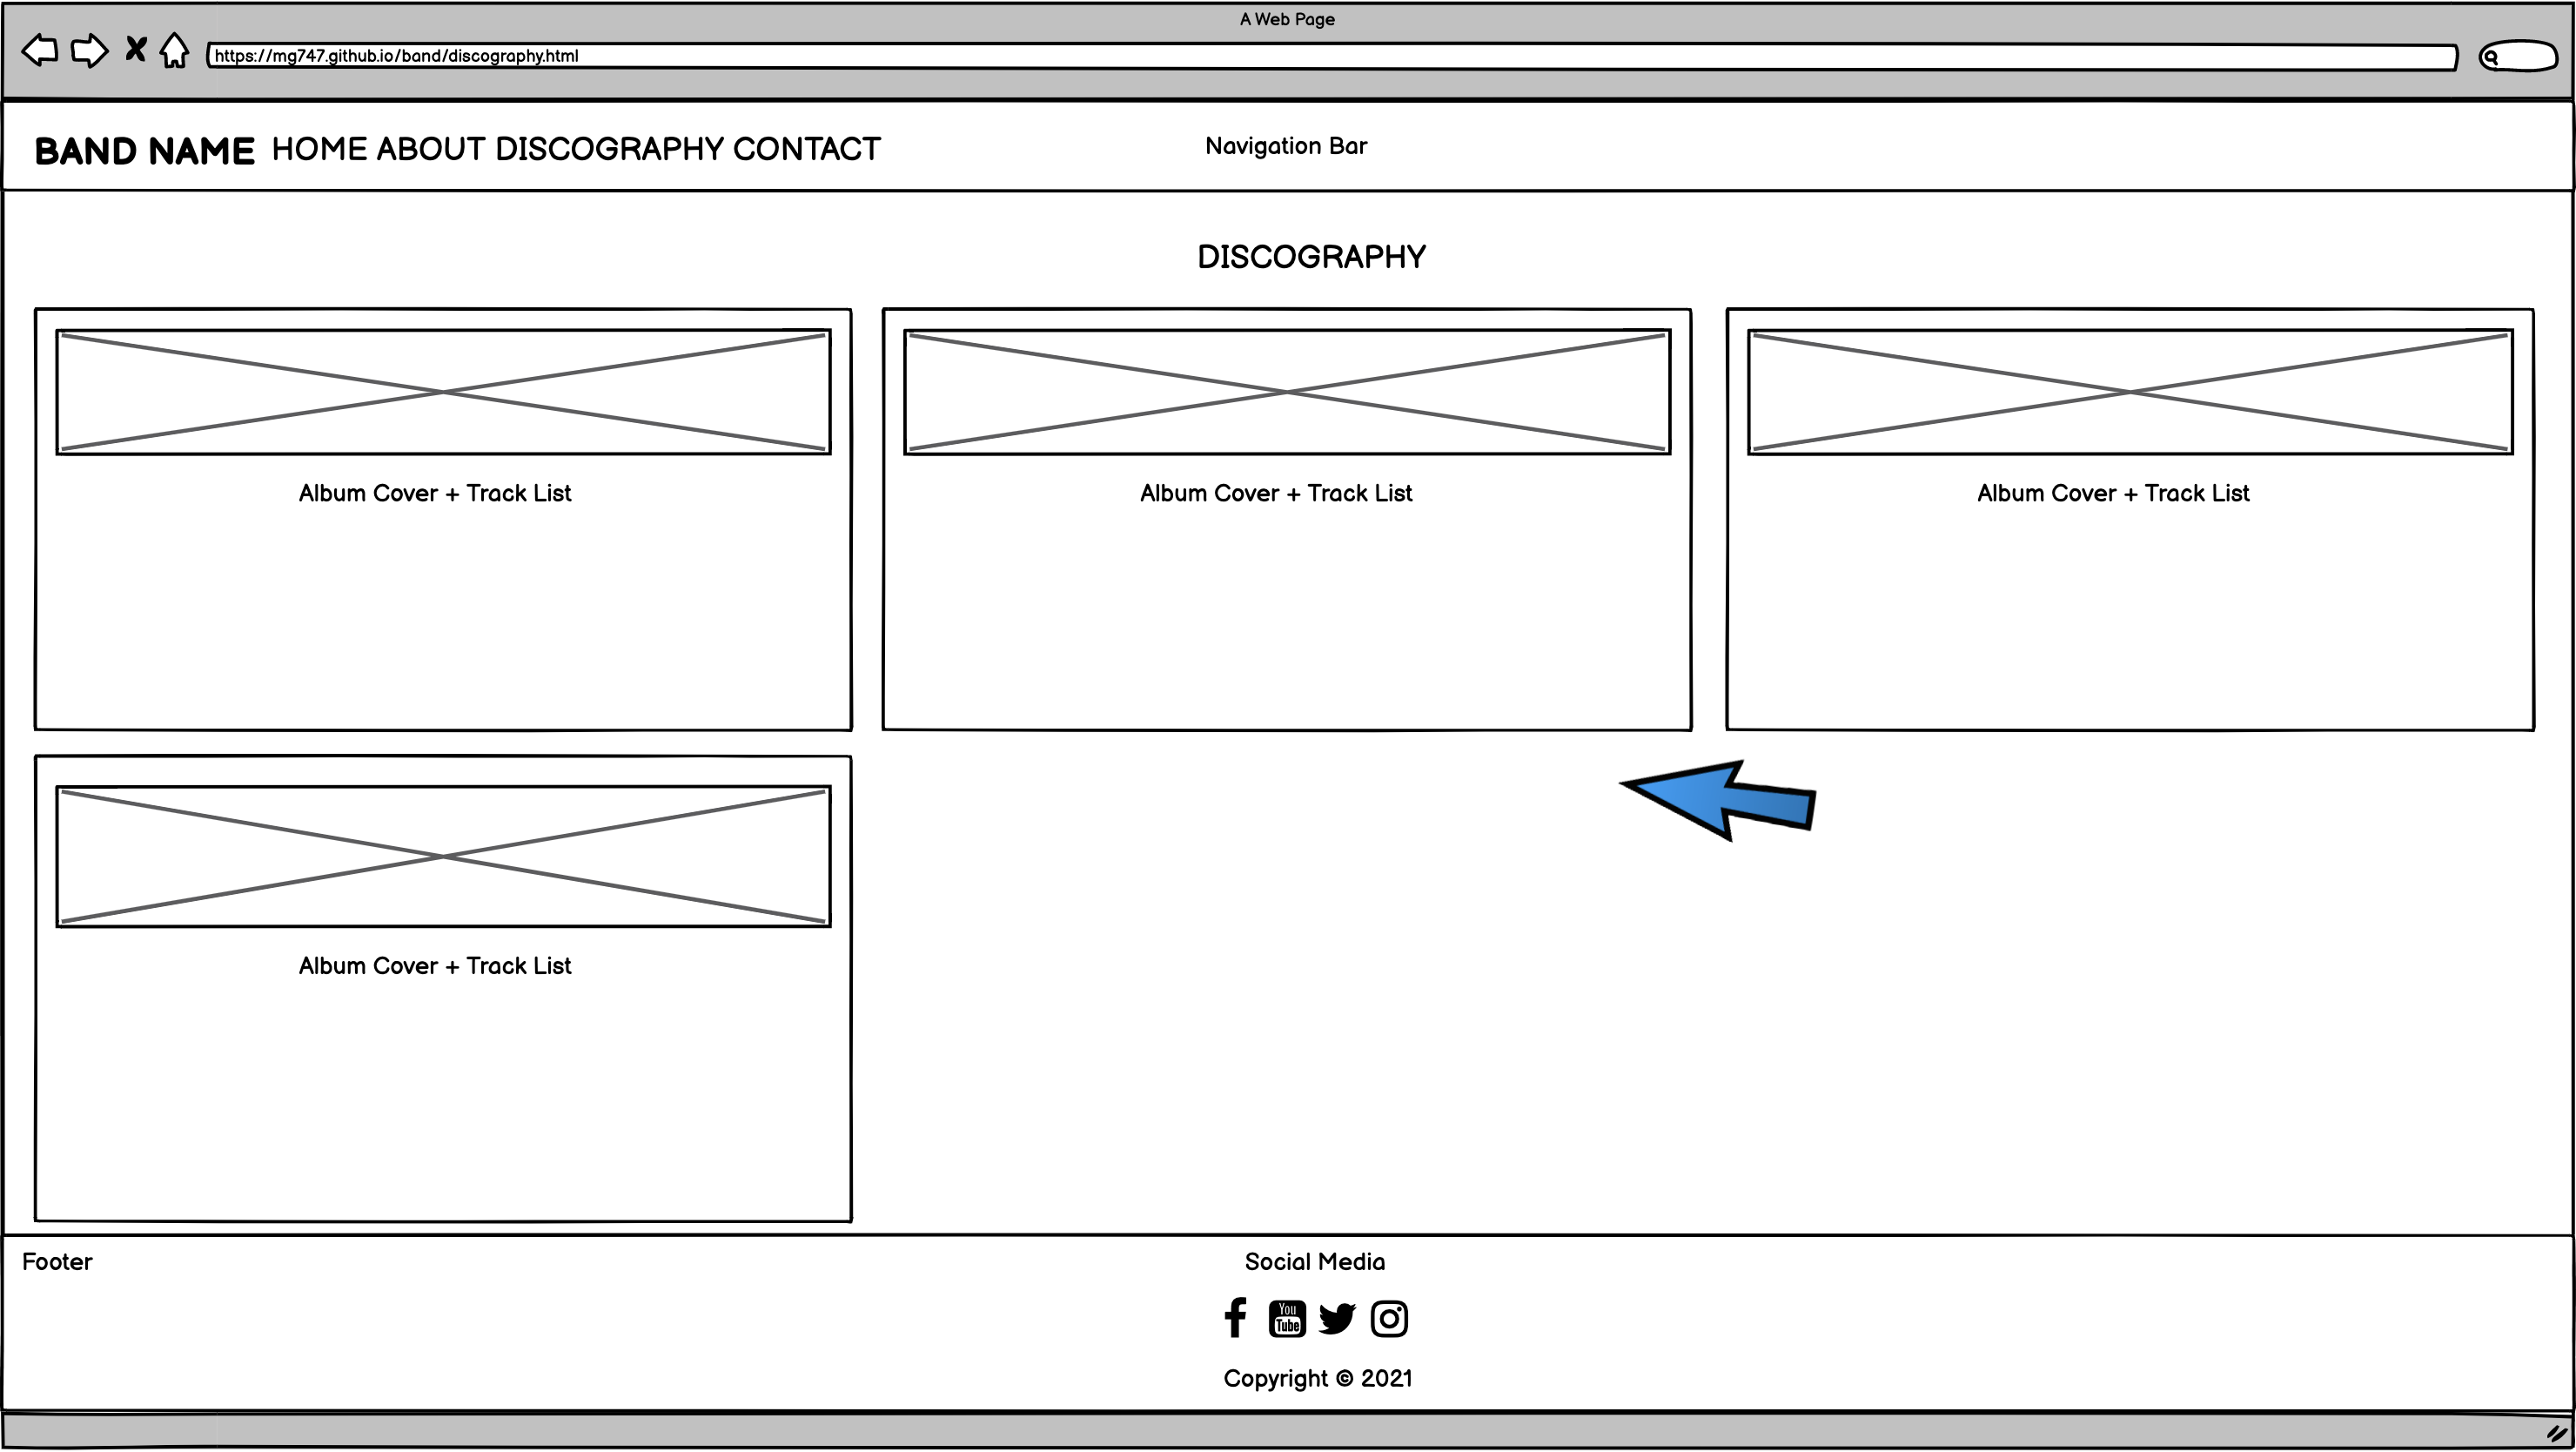 A Web Page
https://mg747.github.io/band/discography.html
BAND NAME HOME ABOUT DISCOGRAPHY CONTACT
Navigation Bar
DISCOGRAPHY
Album Cover + Track List
Album Cover + Track List
Album Cover + Track List
Album Cover + Track List
Footer
Social Media
You
Tube
Copyright © 2021